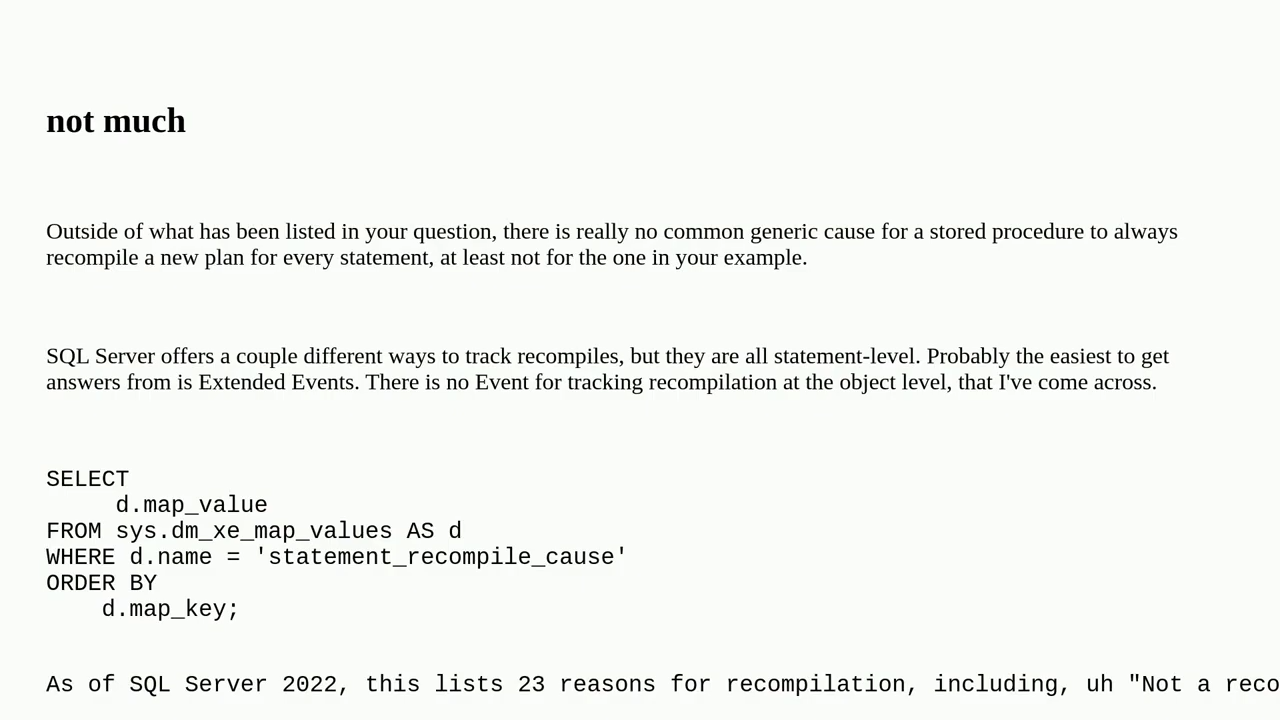 not much
Outside of what has been listed in your question, there is really no common generic cause for a stored procedure to always
recompile a new plan for every statement, at least not for the one in your example.
SQL Server offers a couple different ways to track recompiles, but they are all statement-level. Probably the easiest to get
answers from is Extended Events. There is no Event for tracking recompilation at the object level, that I've come across.
SELECT
     d.map_value
FROM sys.dm_xe_map_values AS d
WHERE d.name = 'statement_recompile_cause'
ORDER BY
    d.map_key;
As of SQL Server 2022, this lists 23 reasons for recompilation, including, uh "Not a reco